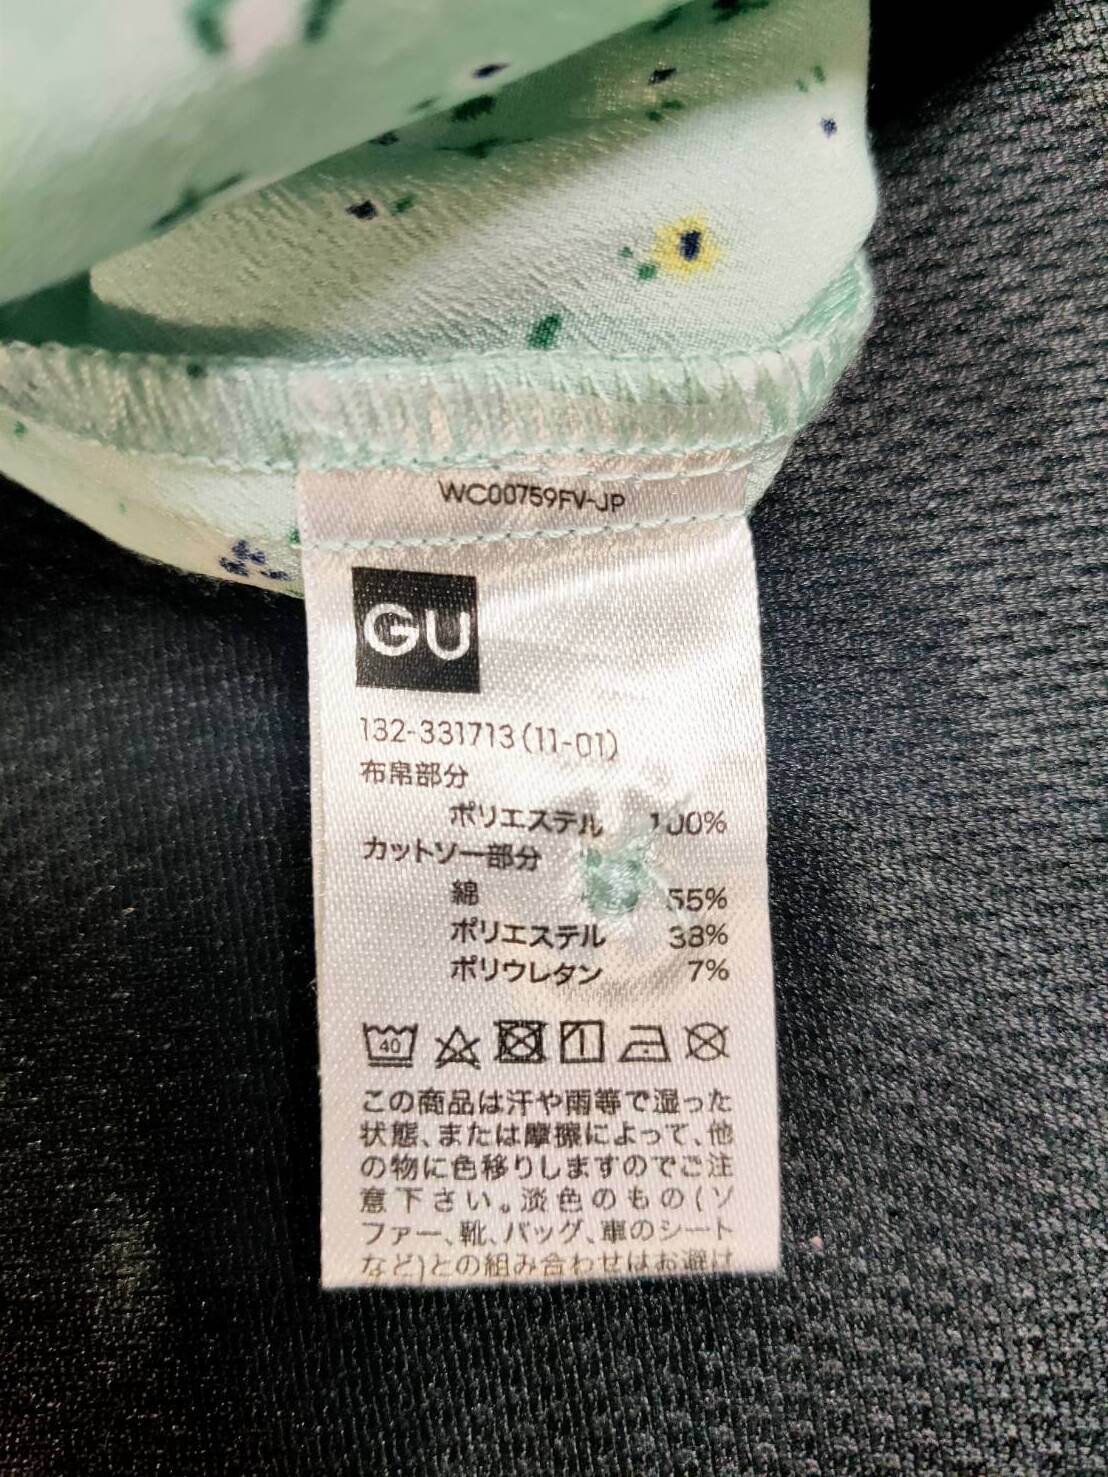 WC00759FV-JP
GU
132-331713(11-01)
布帛部分
ポリエステル 100%
カットソー部分
綿 55%
ポリエステル 38%
ポリウレタン 7%
40
この商品は汗や雨等で湿った
状態、または摩擦によって、他
の物に色移りしますのでご注
意下さい。淡色のもの(ソ
ファー、靴、バッグ、車のシート
など)との組み合わせはお避け